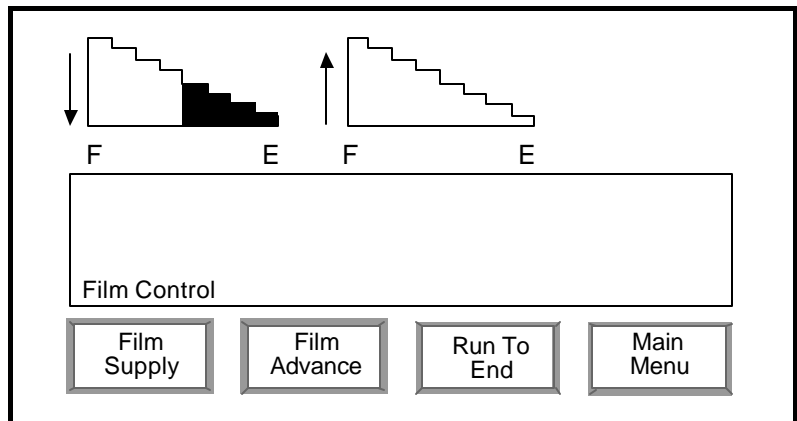 F E F E
Film Control
Film
Supply
Film
Advance
Run To
End
Main
Menu